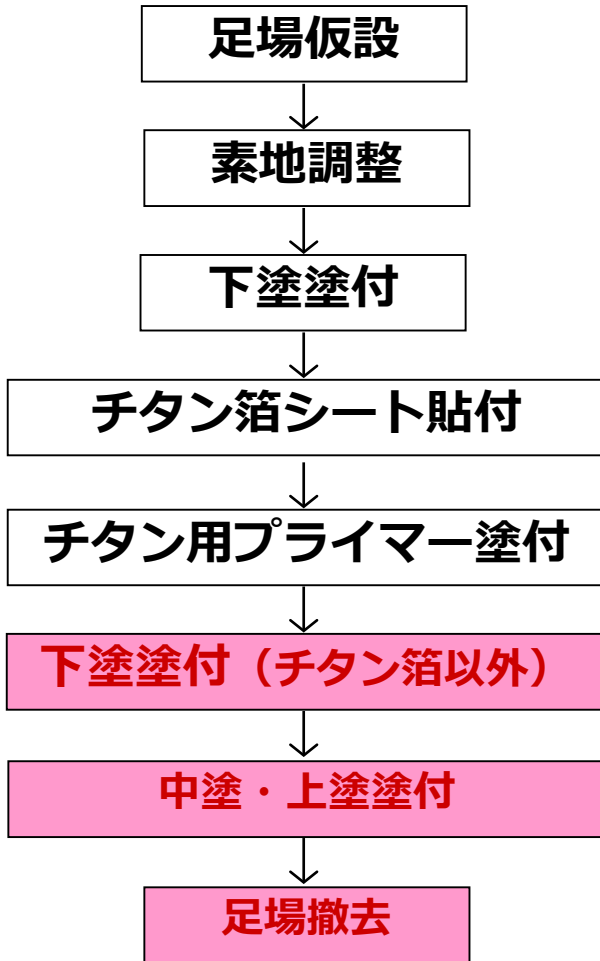 足場仮設
素地調整
下塗塗付
チタン箔シート貼付
チタン用プライマー塗付
下塗塗付（チタン箔以外）
中塗・上塗塗付
足場撤去